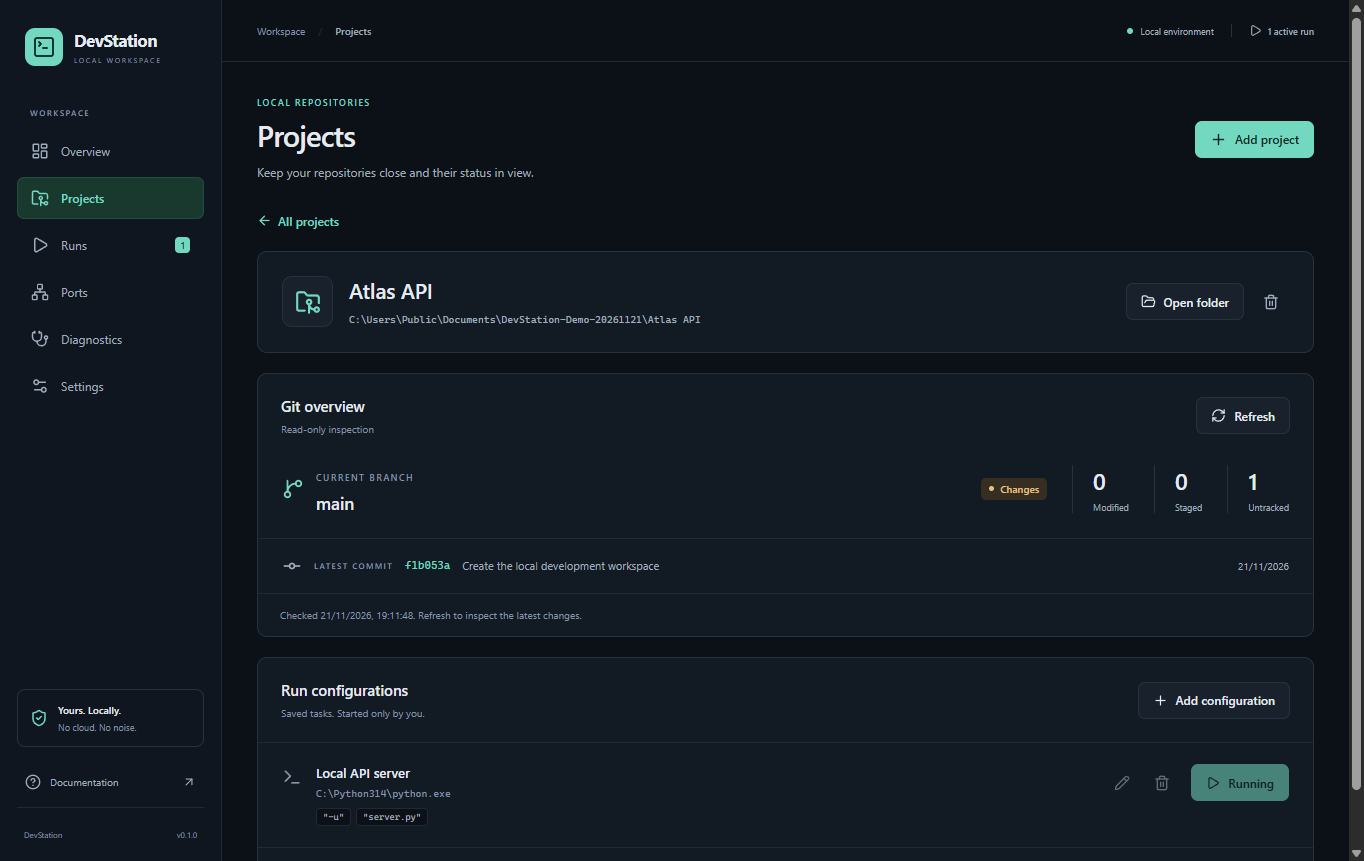 DevStation
LOCAL WORKSPACE
WORKSPACE
Overview
Projects
Runs
1
Ports
Diagnostics
Settings
Yours. Locally.
No cloud. No noise.
Documentation
DevStation
v0.1.0
Workspace / Projects
Local environment
1 active run
LOCAL REPOSITORIES
Projects
Keep your repositories close and their status in view.
Add project
All projects
Atlas API
C:\Users\Public\Documents\DevStation-Demo-20261121\Atlas API
Open folder
Git overview
Read-only inspection
Refresh
CURRENT BRANCH
main
Changes
0
Modified
0
Staged
1
Untracked
LATEST COMMIT f1b053a Create the local development workspace
21/11/2026
Checked 21/11/2026, 19:11:48. Refresh to inspect the latest changes.
Run configurations
Saved tasks. Started only by you.
Add configuration
Local API server
C:\Python314\python.exe
"-u" "server.py"
Running